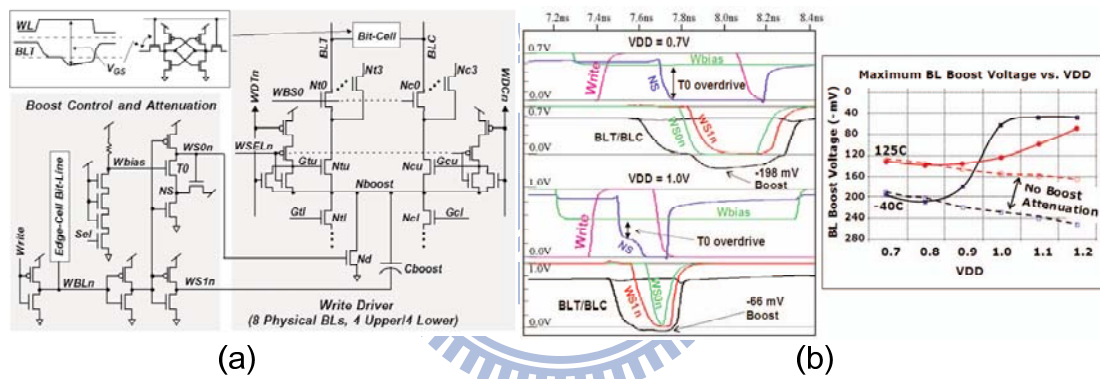 WL
BLT
VGS
BLT
Bit-Cell
BLC
Boost Control and Attenuation
WDTn
Nt3
Nc3
WDCn
WBS0
Nt0
Nc0
WS0n
WSELn
Wbias
T0
Gtu
Ntu
Ncu
Gcu
NS
Nboost
Edge-Cell Bit-Line
Gtl
Ntl
Ncl
Gcl
Sel
Write
Nd
Cboost
WBLn
WS1n
Write Driver
(8 Physical BLs, 4 Upper/4 Lower)
(a)
7.2ns 7.6ns 7.8ns 8.2ns 8.4ns
0.7V
VDD = 0.7V
Wbias
Write
NS
T0 overdrive
0.0V
0.7V
WS0n
WS1n
BLT/BLC
0.0V
-198 mV
Boost
1.0V
VDD = 1.0V
Wbias
Write
NS
T0 overdrive
0.0V
1.0V
WS1n
WS0n
BLT/BLC
-66 mV
Boost
0.0V
Maximum BL Boost Voltage vs. VDD
BL Boost Voltage (-mV)
0
40
80
120
160
200
240
280
125C
-40C
No Boost
Attenuation
0.7 0.8 0.9 1.0 1.1 1.2
VDD
(b)